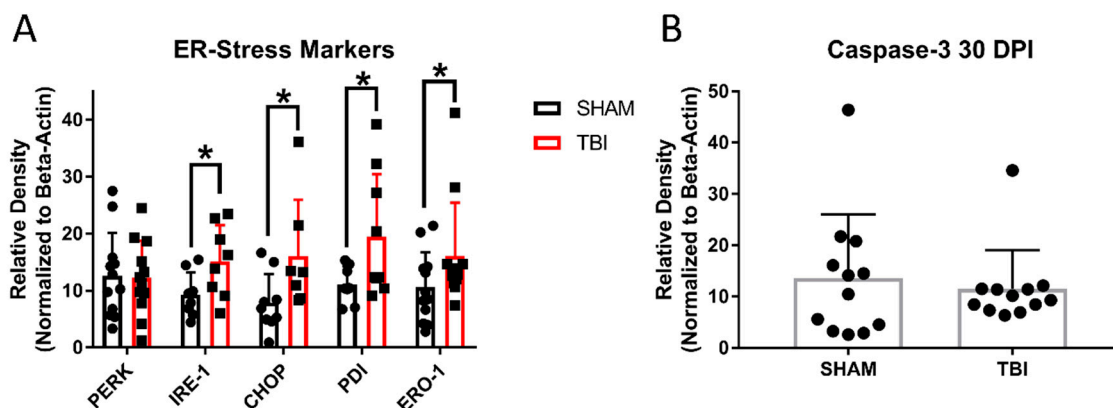 A
ER-Stress Markers
Relative Density
(Normalized to Beta-Actin)
40
30
20
10
0
*
*
*
*
PERK
IRE-1
CHOP
PDI
ERO-1
SHAM
TBI
B
Caspase-3 30 DPI
Relative Density
(Normalized to Beta-Actin)
50
40
30
20
10
0
SHAM
TBI